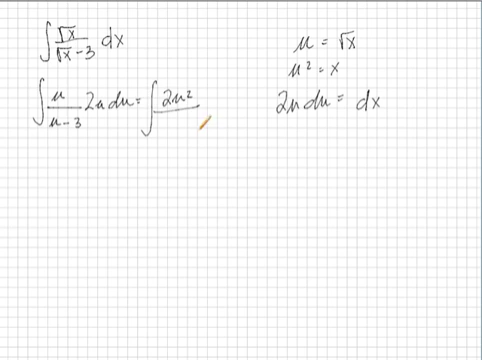 ∫ √x / (√x - 3) dx
u = √x
u² = x
∫ u / (u - 3) 2u du = ∫ 2u²
2u du = dx